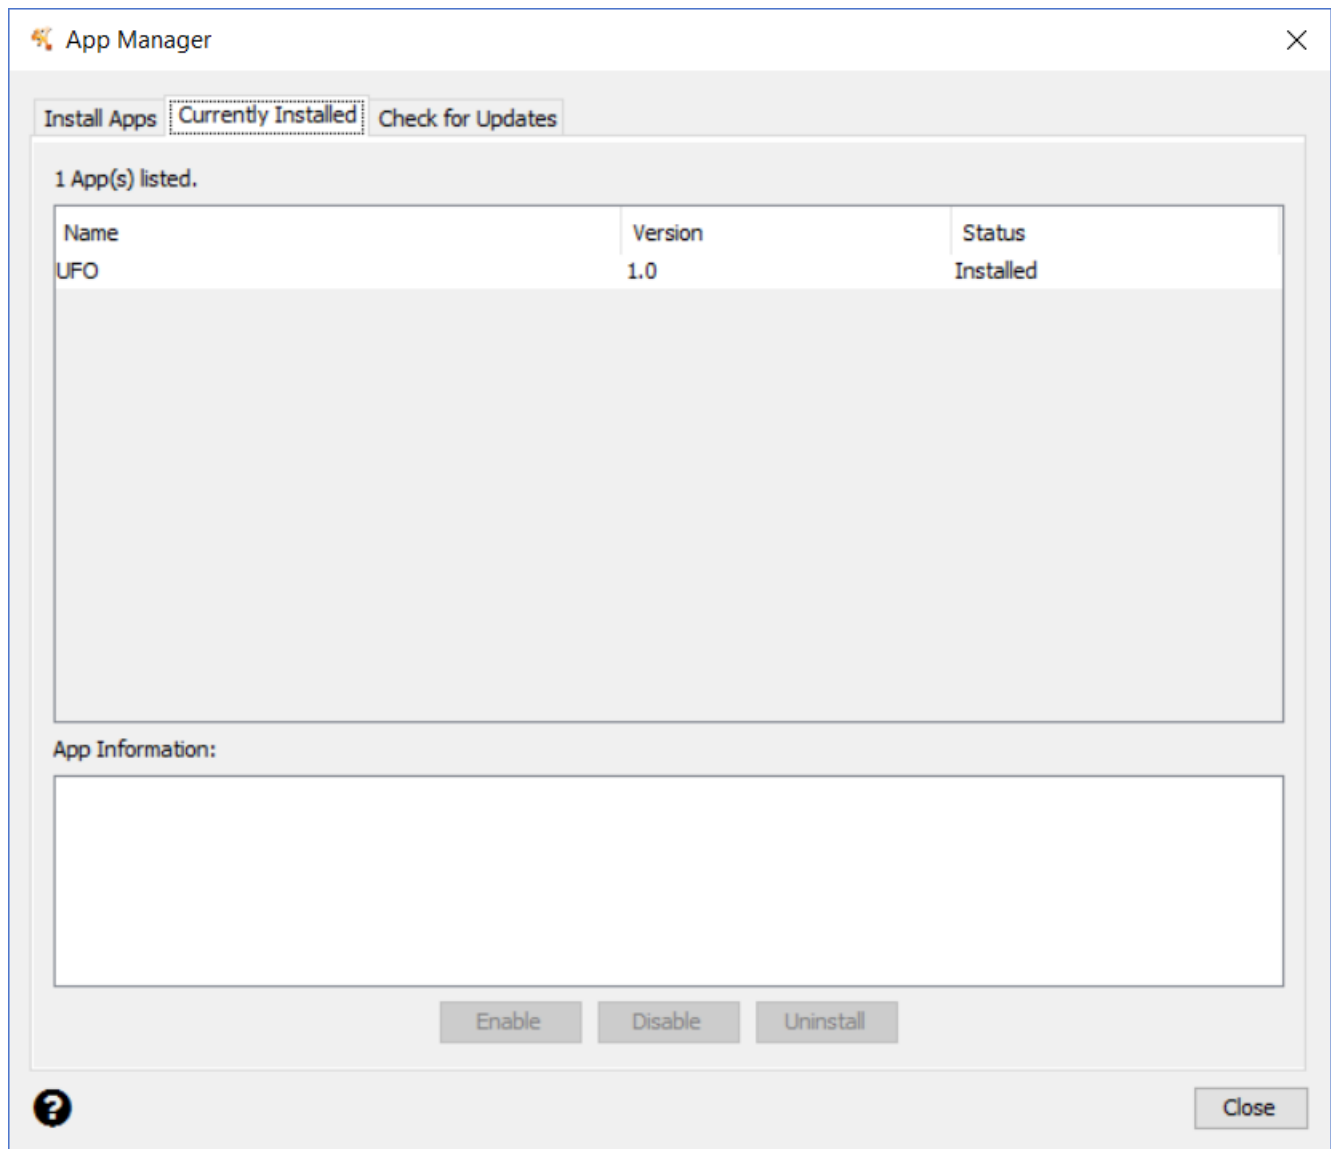 App Manager
Install Apps Currently Installed Check for Updates
1 App(s) listed.
Name Version Status
UFO 1.0 Installed
App Information:
Enable Disable Uninstall
? Close